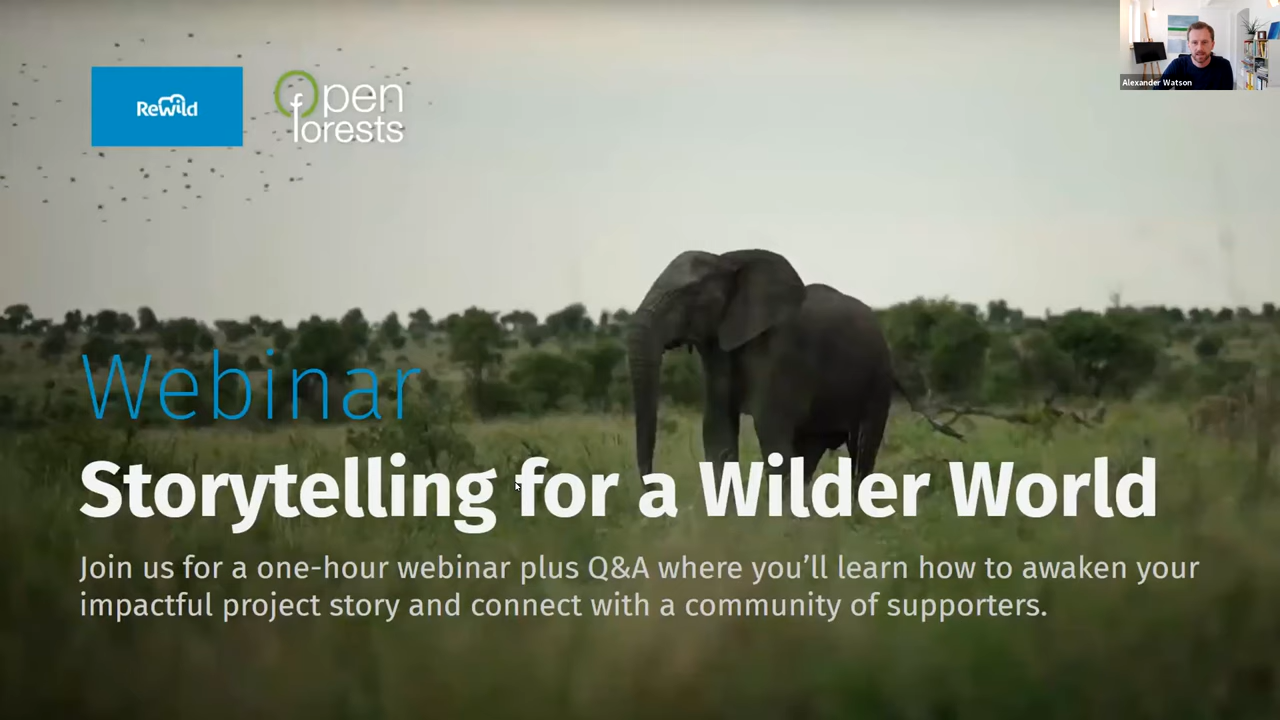 ReWild
Open
forests
Alexander Watson
Webinar
Storytelling for a Wilder World
Join us for a one-hour webinar plus Q&A where you’ll learn how to awaken your
impactful project story and connect with a community of supporters.